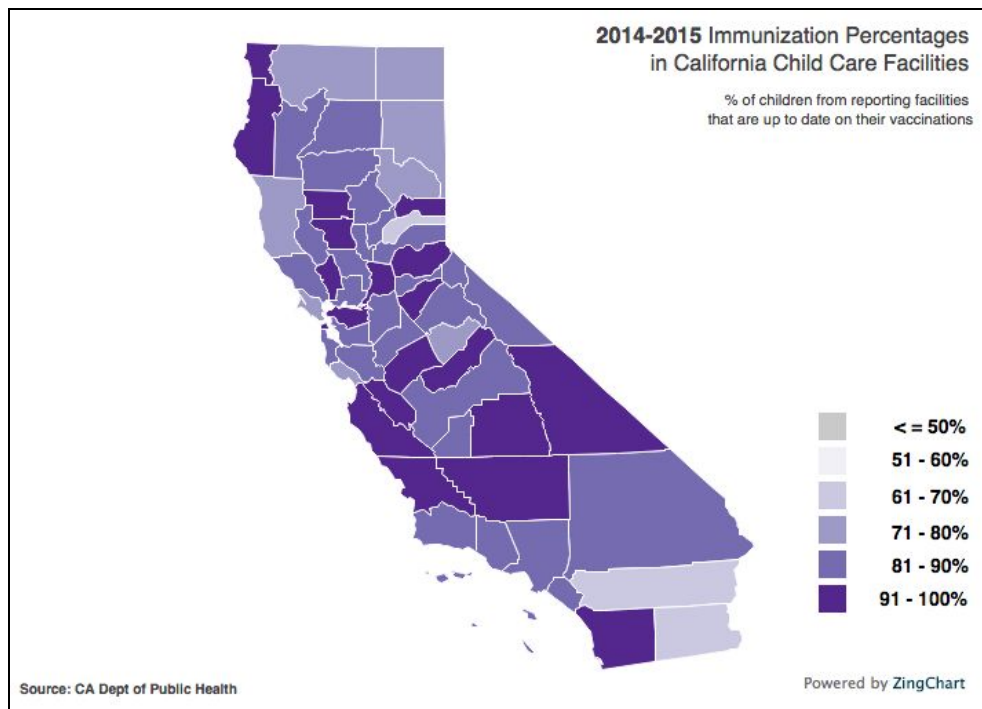 2014-2015 Immunization Percentages
in California Child Care Facilities
% of children from reporting facilities
that are up to date on their vaccinations
< = 50%
51 - 60%
61 - 70%
71 - 80%
81 - 90%
91 - 100%
Source: CA Dept of Public Health
Powered by ZingChart